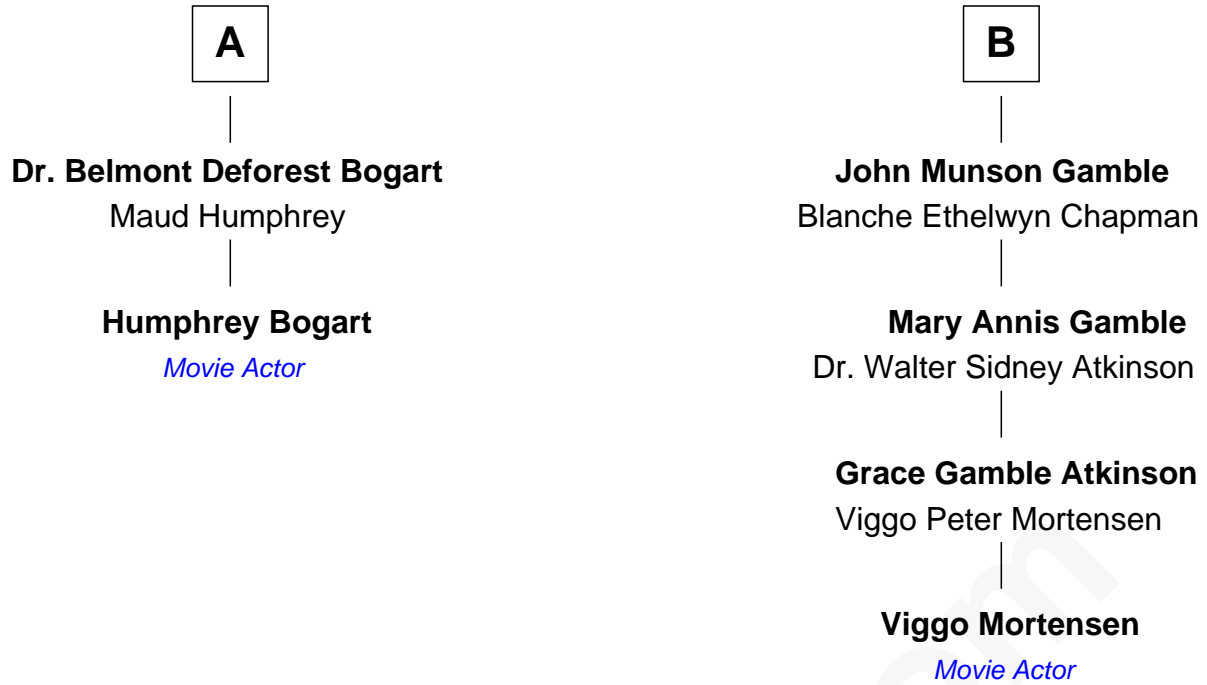 A
Dr. Belmont Deforest Bogart
Maud Humphrey
Humphrey Bogart
Movie Actor
B
John Munson Gamble
Blanche Ethelwyn Chapman
Mary Annis Gamble
Dr. Walter Sidney Atkinson
Grace Gamble Atkinson
Viggo Peter Mortensen
Viggo Mortensen
Movie Actor
om